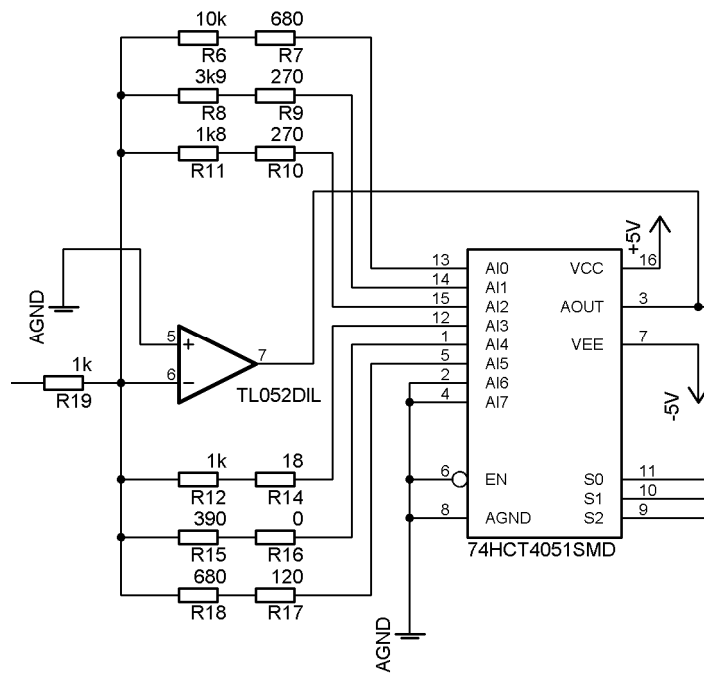 10k 680
R6 R7
3k9 270
R8 R9
1k8 270
R11 R10
+5V
13 AI0 VCC 16
14 AI1
15 AI2 AOUT 3
12 AI3
1 AI4 VEE 7
5 AI5
2 AI6
4 AI7
-5V
6 EN S0 11
S1 10
8 AGND S2 9
74HCT4051SMD
AGND
AGND
5 +
7
6 −
TL052DIL
1k
R19
1k 18
R12 R14
390 0
R15 R16
680 120
R18 R17